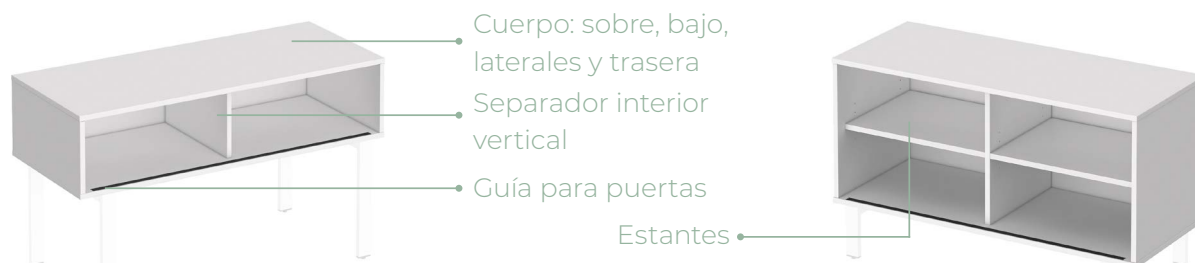 Cuerpo: sobre, bajo,
laterales y trasera
Separador interior
vertical
Guía para puertas
Estantes